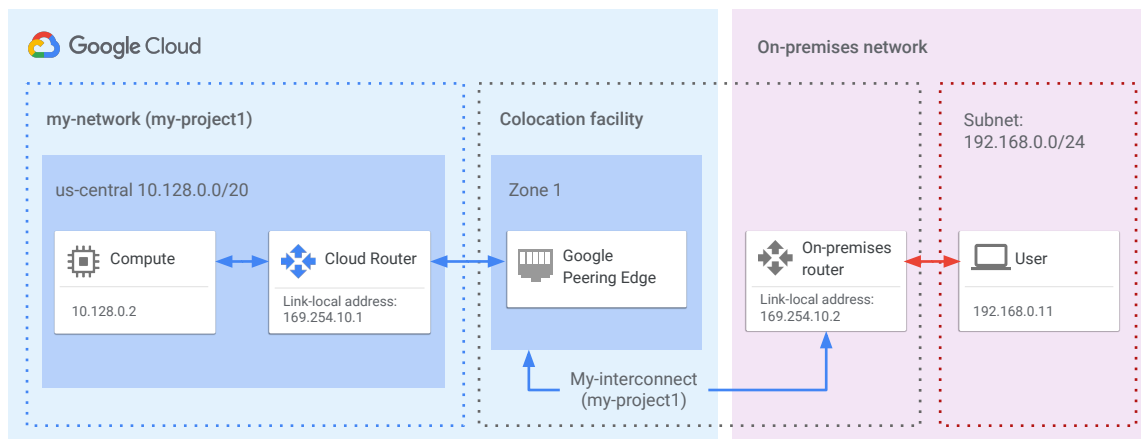 Google Cloud
On-premises network
my-network (my-project1)
Colocation facility
Subnet:
192.168.0.0/24
us-central 10.128.0.0/20
Zone 1
Compute
10.128.0.2
Cloud Router
Link-local address:
169.254.10.1
Google
Peering Edge
On-premises
router
Link-local address:
169.254.10.2
User
192.168.0.11
My-interconnect
(my-project1)